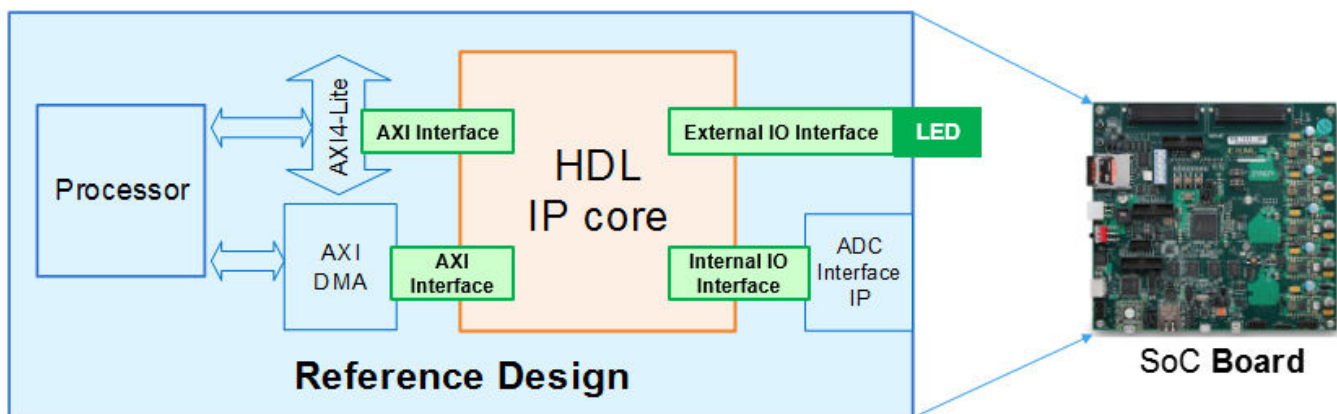 AXI4-Lite
AXI Interface
External IO Interface
LED
Processor
HDL
IP core
AXI
DMA
AXI
Interface
Internal IO
Interface
ADC
Interface
IP
Reference Design
SoC Board